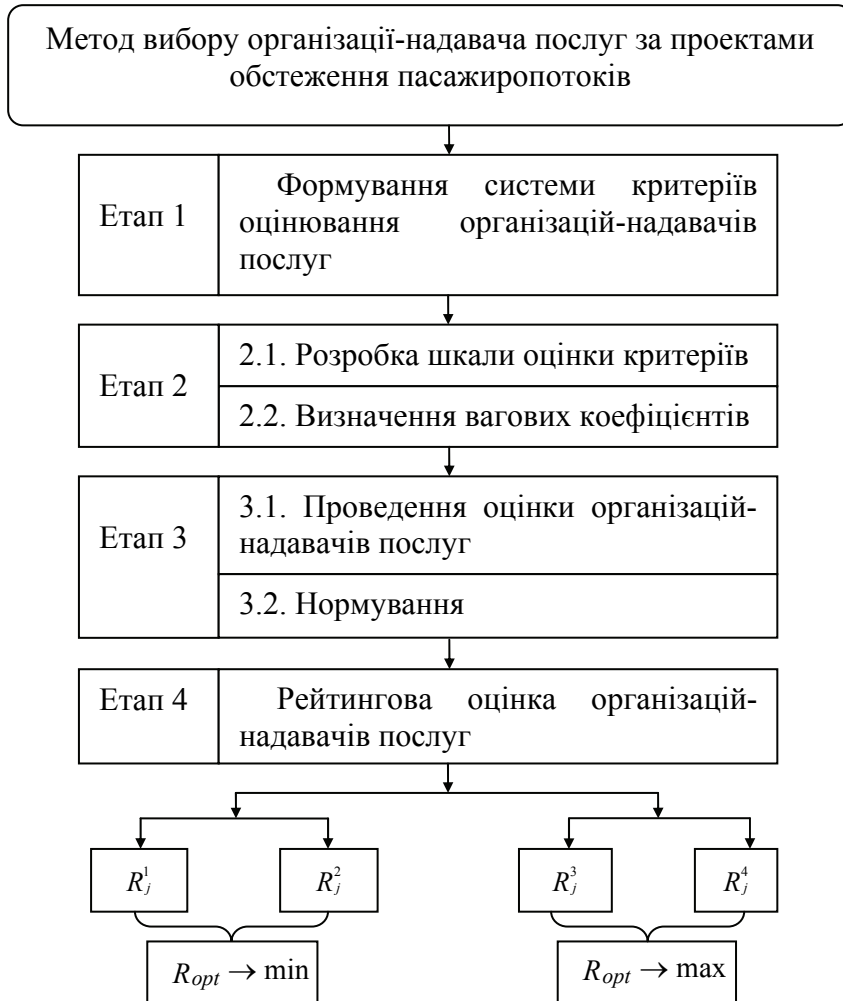 Метод вибору організації-надавача послуг за проектами
обстеження пасажиропотоків
Етап 1
Формування системи критеріїв
оцінювання організацій-надавачів
послуг
Етап 2
2.1. Розробка шкали оцінки критеріїв
2.2. Визначення вагових коефіцієнтів
Етап 3
3.1. Проведення оцінки організацій-
надавачів послуг
3.2. Нормування
Етап 4
Рейтингова оцінка організацій-
надавачів послуг
R_j^1
R_j^2
R_j^3
R_j^4
R_opt → min
R_opt → max